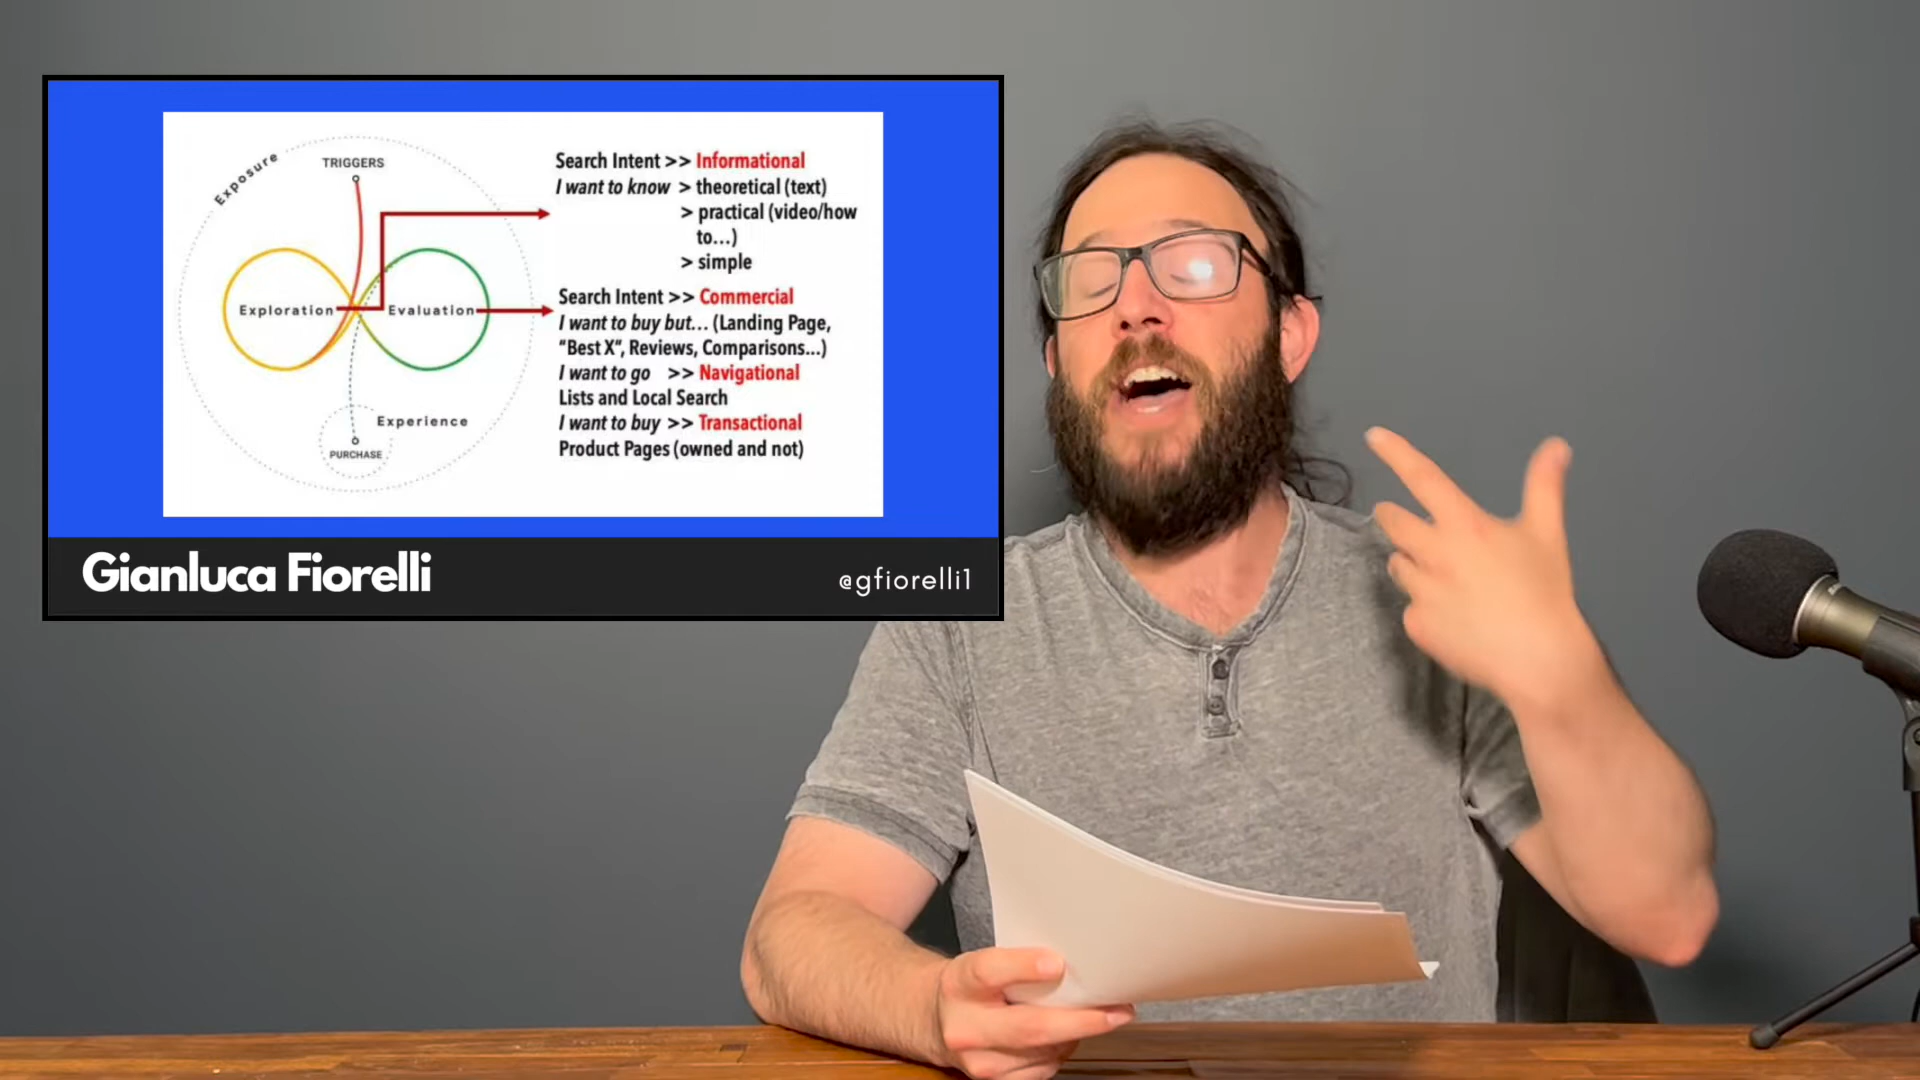 Exposure
TRIGGERS
Exploration
Evaluation
Experience
PURCHASE
Search Intent >> Informational
I want to know > theoretical (text)
> practical (video/how
to...)
> simple
Search Intent >> Commercial
I want to buy but... (Landing Page,
"Best X", Reviews, Comparisons...)
I want to go >> Navigational
Lists and Local Search
I want to buy >> Transactional
Product Pages (owned and not)
Gianluca Fiorelli
@gfiorelli1